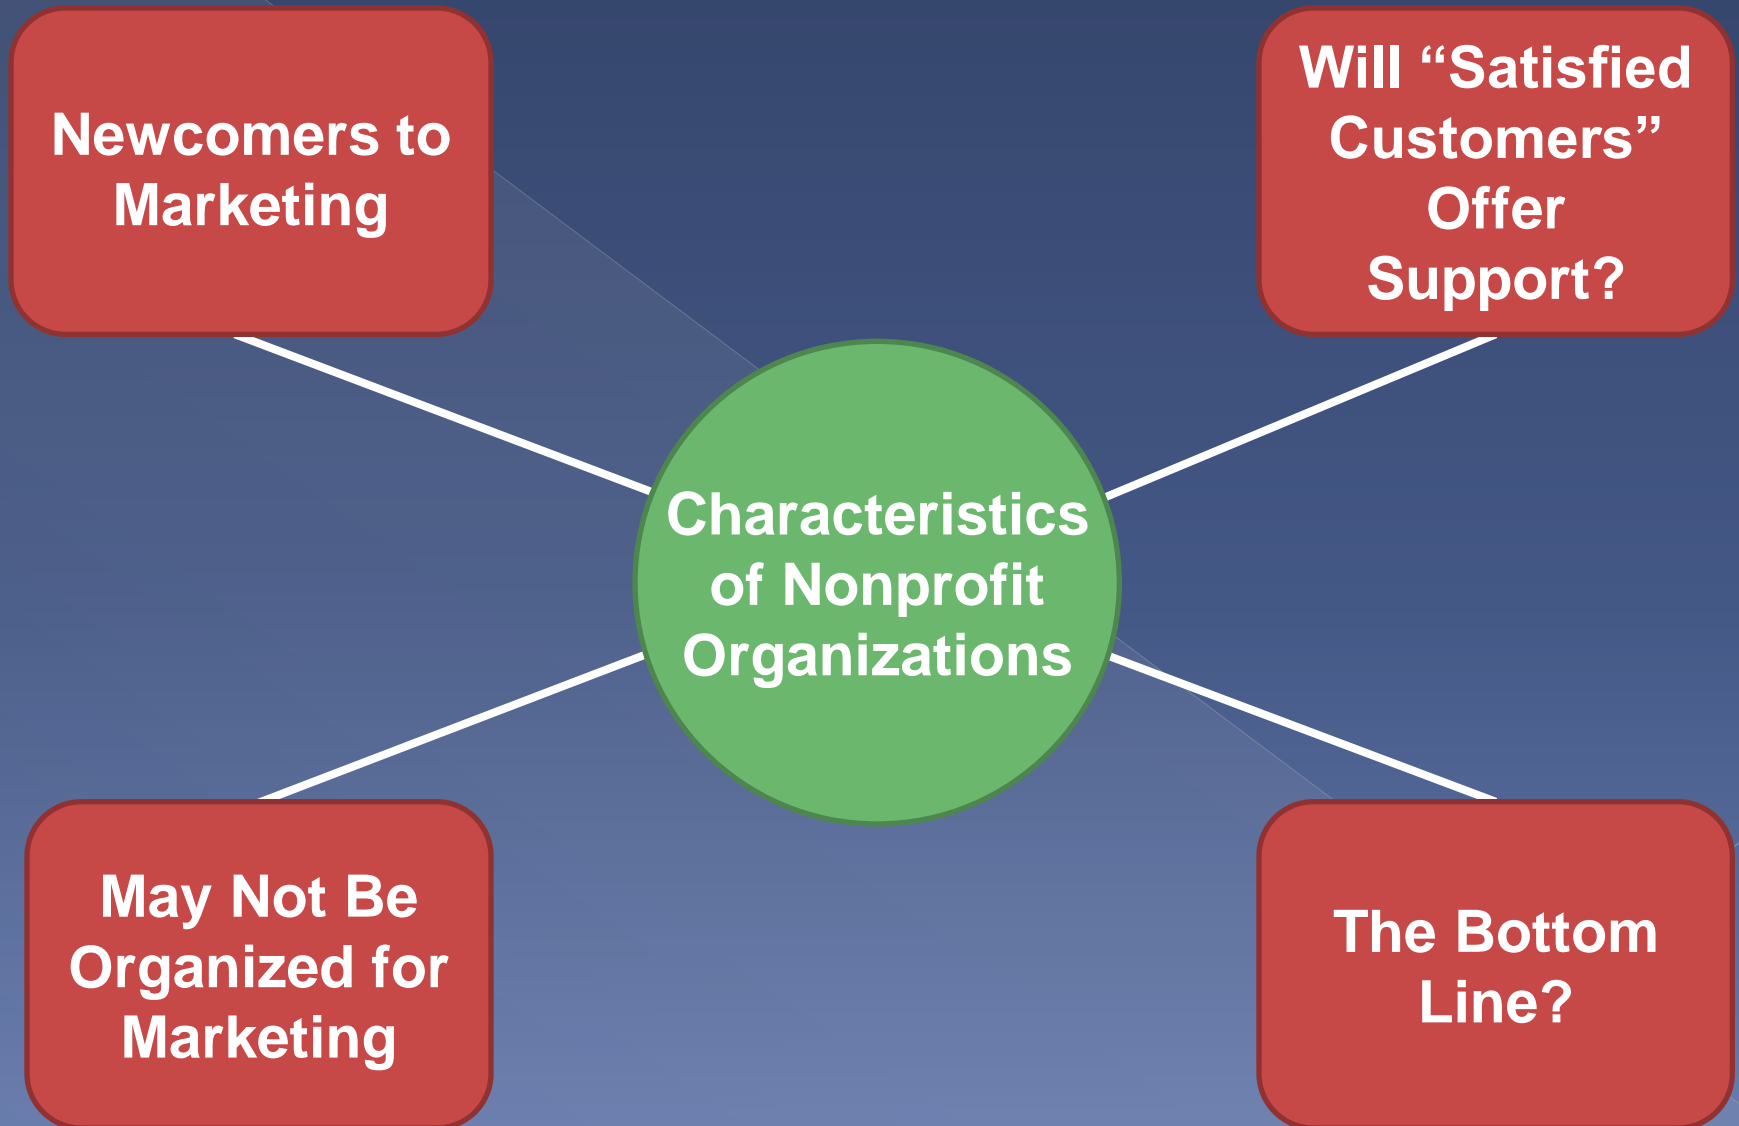 Newcomers to
Marketing
Will “Satisfied
Customers”
Offer
Support?
Characteristics
of Nonprofit
Organizations
May Not Be
Organized for
Marketing
The Bottom
Line?